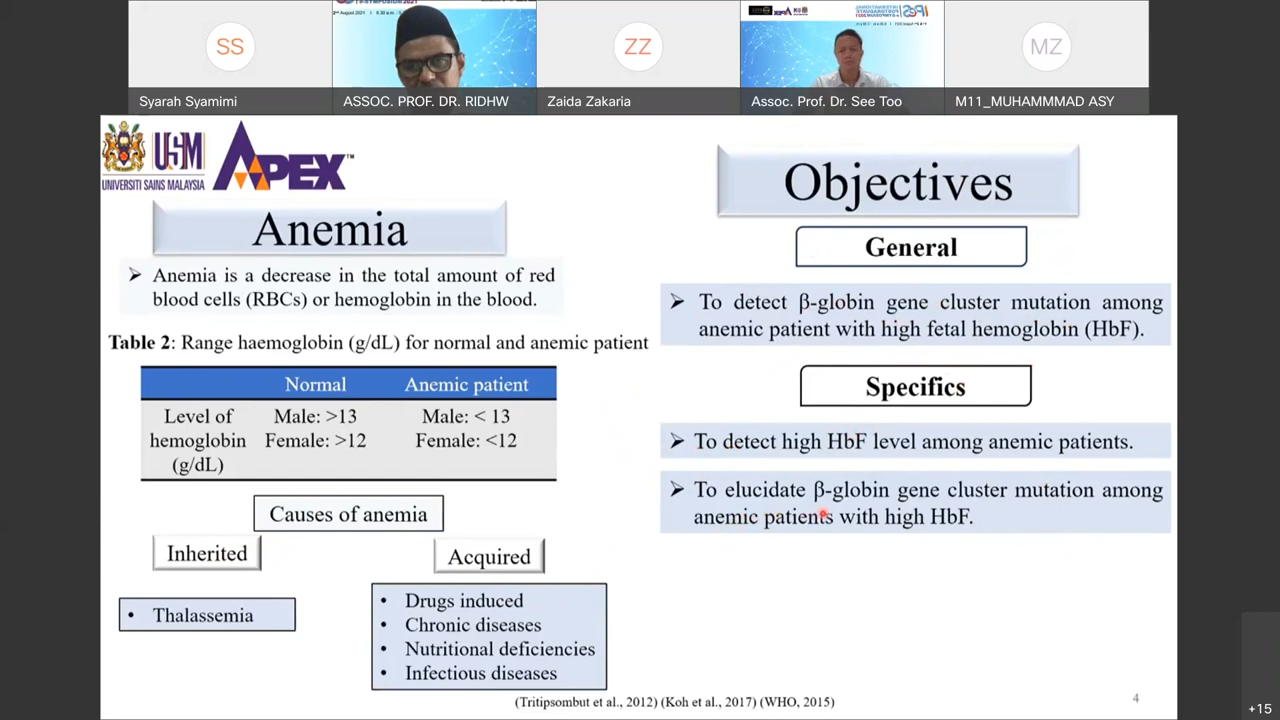 SS
ZZ
MZ
Syarah Syamimi
ASSOC. PROF. DR. RIDHW
Zaida Zakaria
Assoc. Prof. Dr. See Too
M11_MUHAMMMAD ASY
USM
UNIVERSITI SAINS MALAYSIA
APEX™
Anemia
➤ Anemia is a decrease in the total amount of red
blood cells (RBCs) or hemoglobin in the blood.
Table 2: Range haemoglobin (g/dL) for normal and anemic patient
Normal Anemic patient
Level of hemoglobin (g/dL)
Male: >13 Male: < 13
Female: >12 Female: <12
Causes of anemia
Inherited
Acquired
• Thalassemia
• Drugs induced
• Chronic diseases
• Nutritional deficiencies
• Infectious diseases
Objectives
General
➤ To detect β-globin gene cluster mutation among
anemic patient with high fetal hemoglobin (HbF).
Specifics
➤ To detect high HbF level among anemic patients.
➤ To elucidate β-globin gene cluster mutation among
anemic patients with high HbF.
(Tritipsombut et al., 2012) (Koh et al., 2017) (WHO, 2015)
4
+15